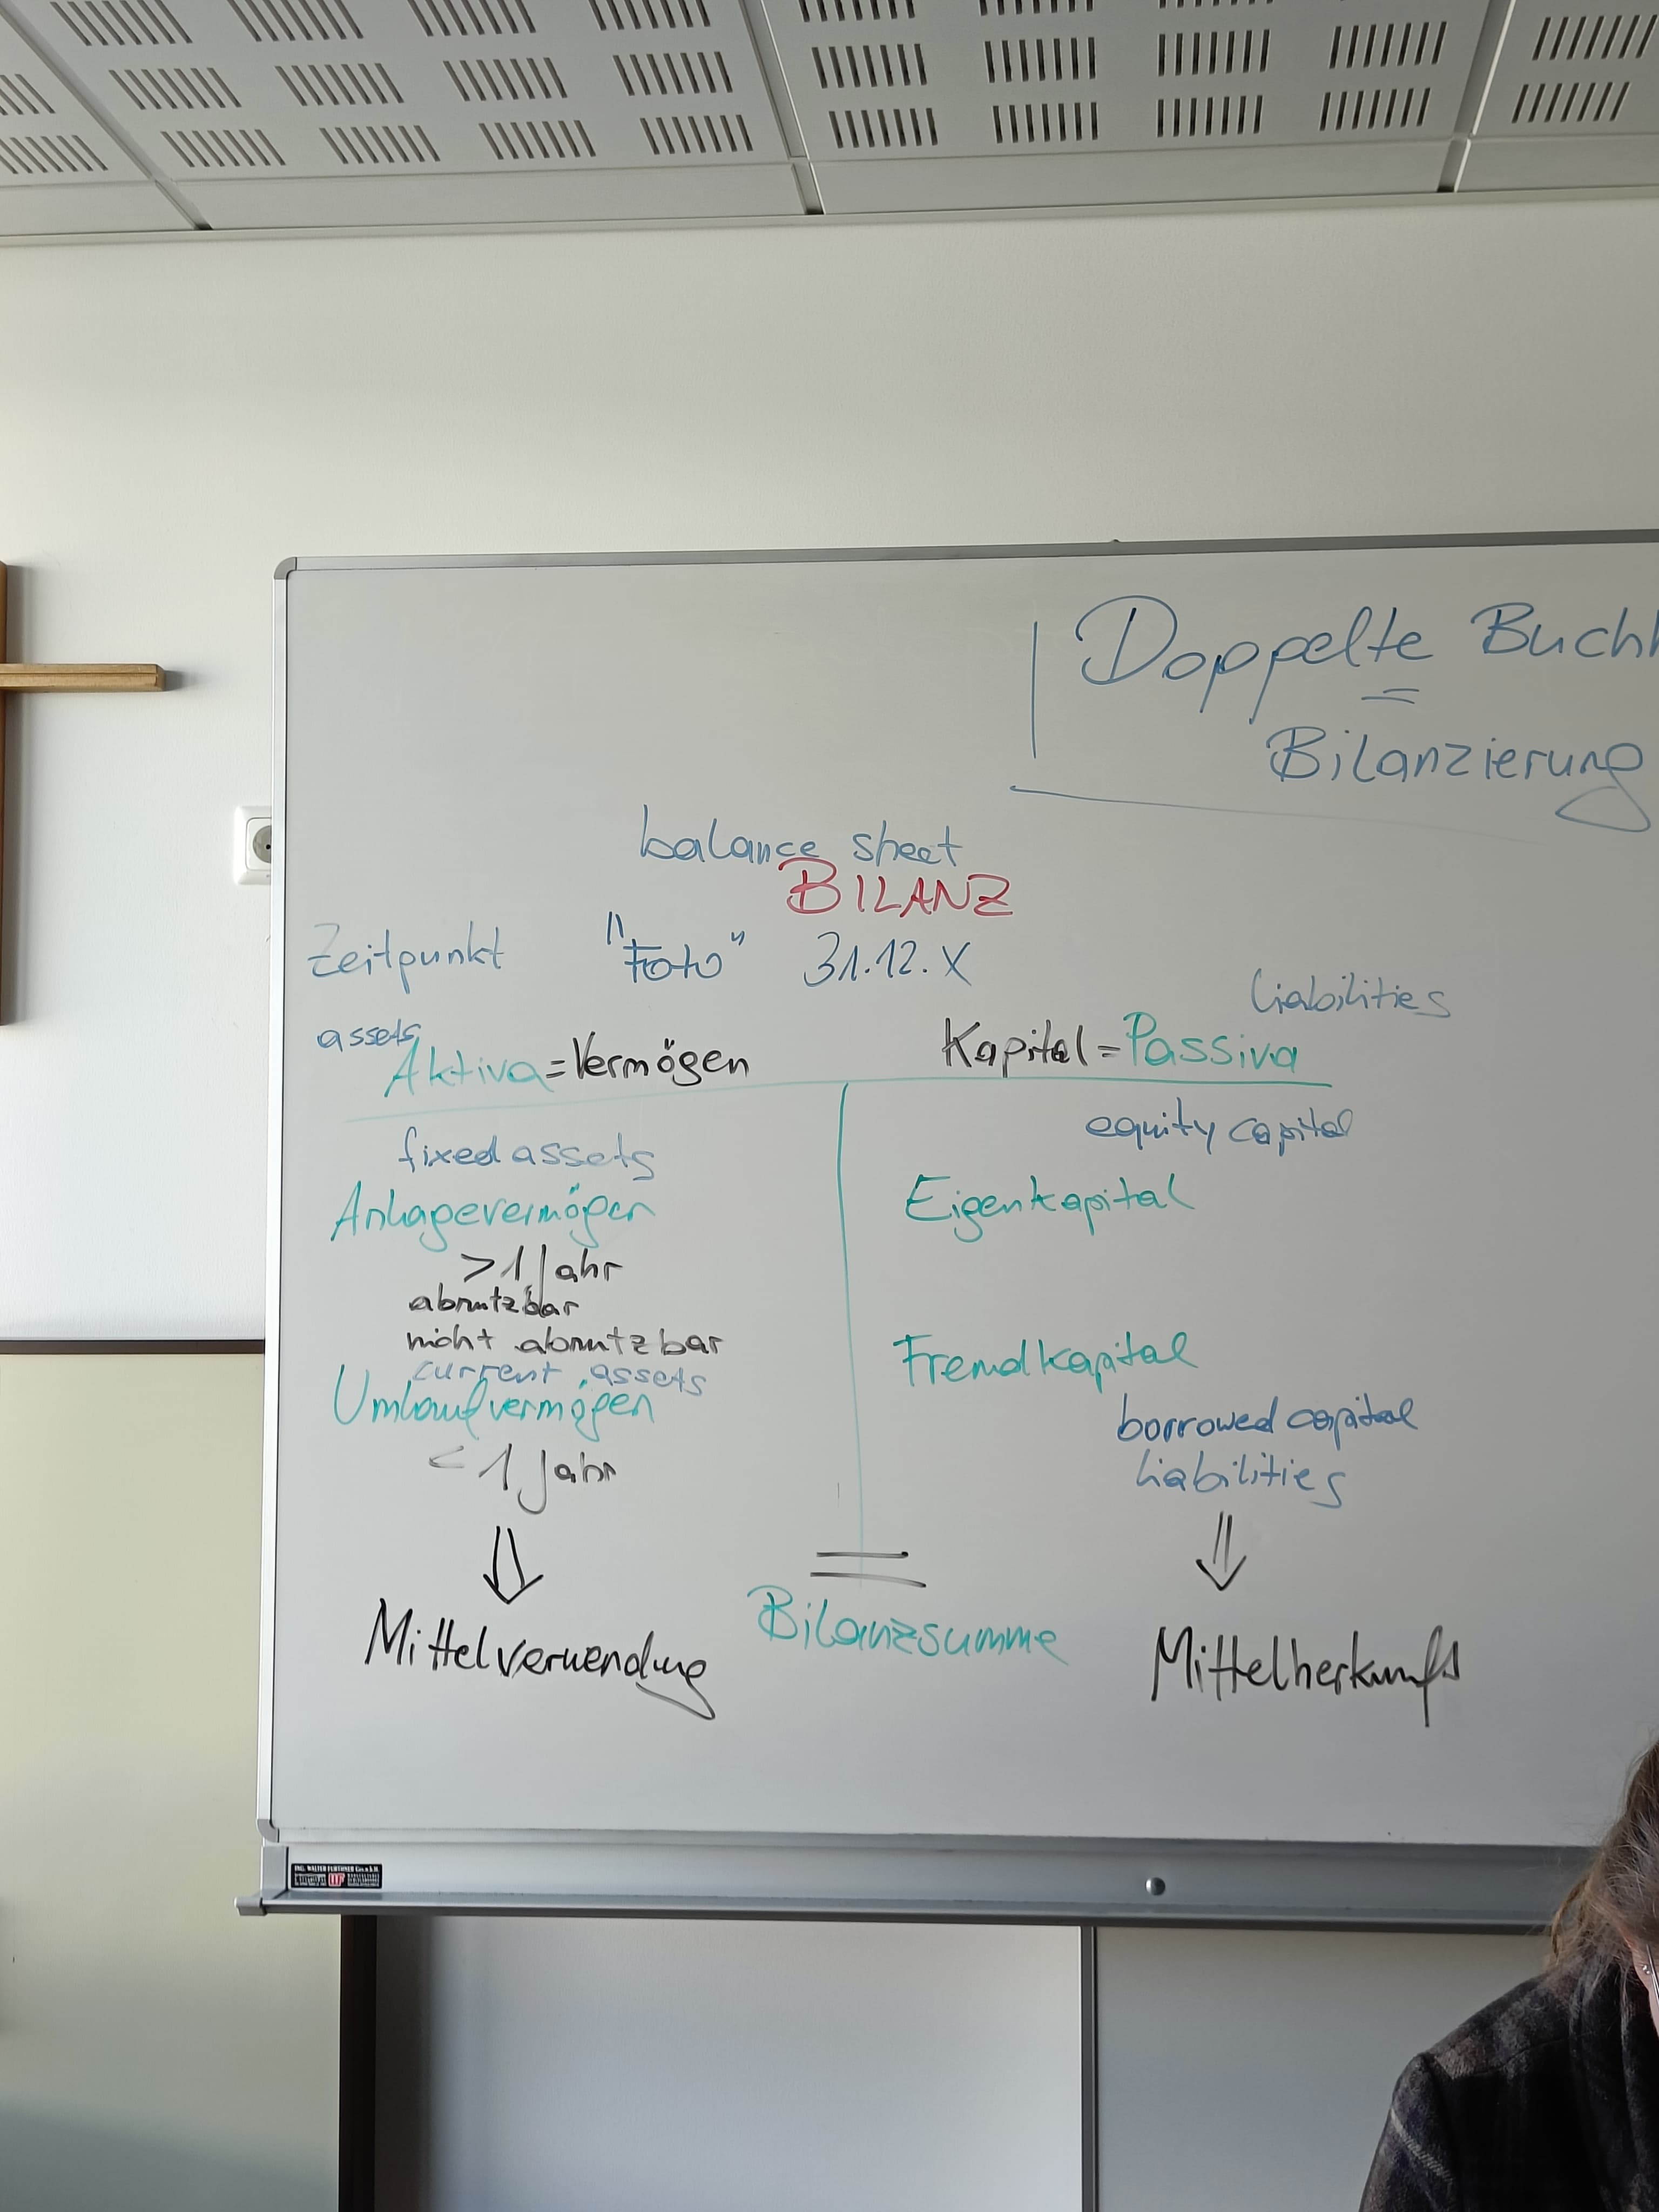 Doppelte Buchh
=
Bilanzierung
balance sheet
BILANZ
Zeitpunkt "Foto" 31.12.X
liabilities
assets
Aktiva = Vermögen Kapital = Passiva
fixed assets
Anlagevermögen
>1 Jahr
abnutzbar
nicht abnutzbar
current assets
Umlaufvermögen
< 1 Jahr
⇓
Mittelverwendung
equity capital
Eigenkapital
Fremdkapital
borrowed capital
liabilities
⇓
Mittelherkunft
=
Bilanzsumme
ING. WALTER FURTHNER Ges.m.b.H.
WF